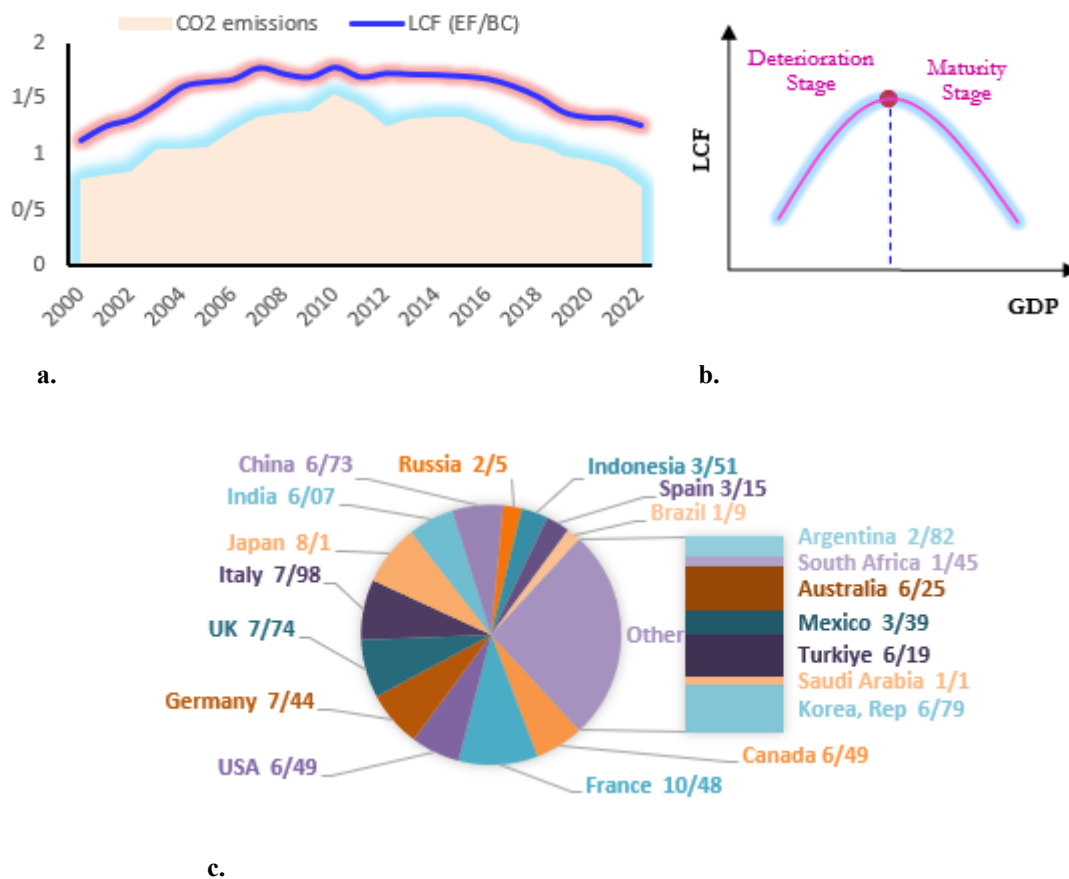 CO2 emissions LCF (EF/BC)
2
1/5
1
0/5
0
2000 2002 2004 2006 2008 2010 2012 2014 2016 2018 2020 2022
a.
Deterioration
Stage
Maturity
Stage
LCF
GDP
b.
China 6/73
Russia 2/5
Indonesia 3/51
Spain 3/15
Brazil 1/9
India 6/07
Japan 8/1
Italy 7/98
UK 7/74
Germany 7/44
USA 6/49
France 10/48
Canada 6/49
Other
Argentina 2/82
South Africa 1/45
Australia 6/25
Mexico 3/39
Turkiye 6/19
Saudi Arabia 1/1
Korea, Rep 6/79
c.